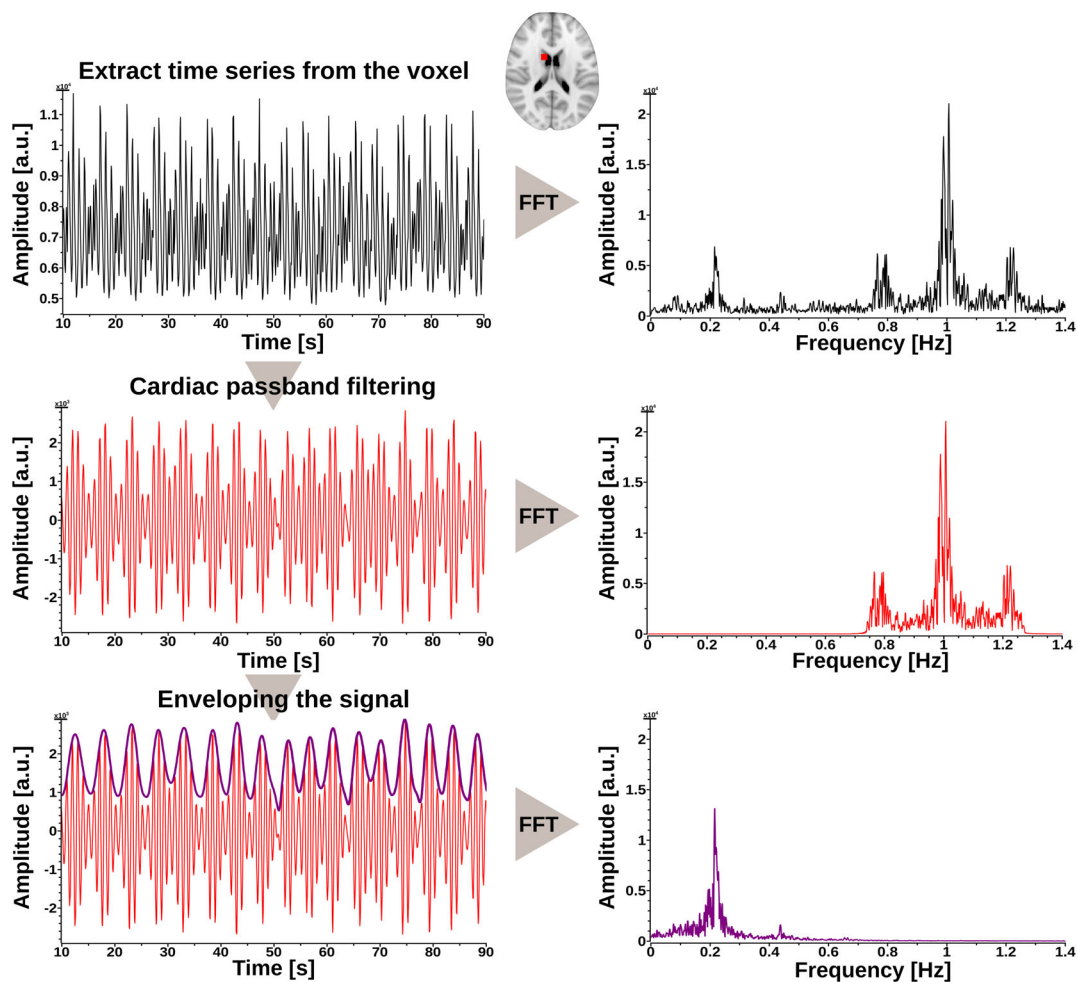 Extract time series from the voxel
x10⁴
Amplitude [a.u.]
1.1
1
0.9
0.8
0.7
0.6
0.5
10 20 30 40 50 60 70 80 90
Time [s]
FFT
x10⁴
Amplitude [a.u.]
2
1.5
1
0.5
0
0 0.2 0.4 0.6 0.8 1 1.2 1.4
Frequency [Hz]
Cardiac passband filtering
x10³
Amplitude [a.u.]
2
1
0
-1
-2
10 20 30 40 50 60 70 80 90
Time [s]
FFT
x10⁴
Amplitude [a.u.]
2
1.5
1
0.5
0
0 0.2 0.4 0.6 0.8 1 1.2 1.4
Frequency [Hz]
Enveloping the signal
x10³
Amplitude [a.u.]
2
1
0
-1
-2
10 20 30 40 50 60 70 80 90
Time [s]
FFT
x10⁴
Amplitude [a.u.]
2
1.5
1
0.5
0
0 0.2 0.4 0.6 0.8 1 1.2 1.4
Frequency [Hz]